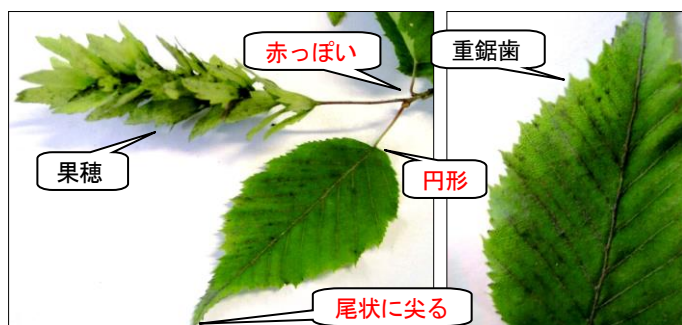 赤っぽい
重鋸歯
果穂
円形
尾状に尖る